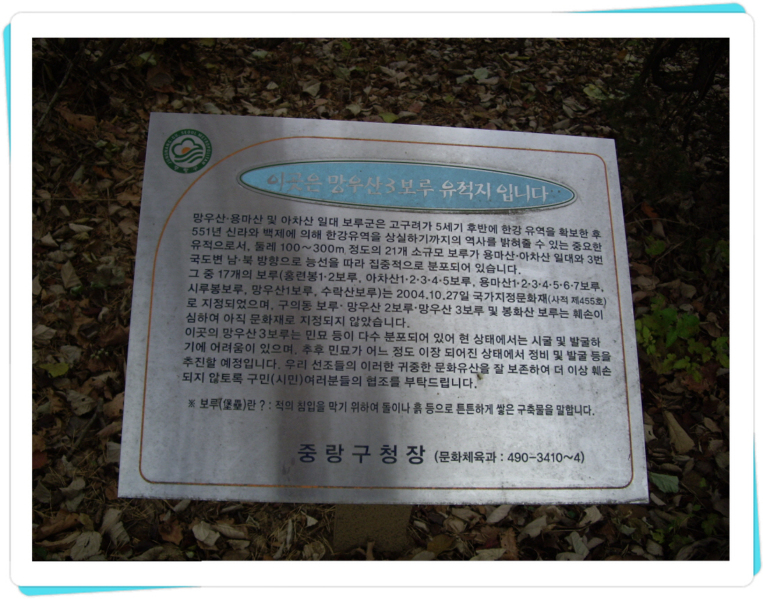 이곳은 망우산3보루 유적지 입니다
망우산·용마산 및 아차산 일대 보루군은 고구려가 5세기 후반에 한강 유역을 확보한 후
551년 신라와 백제에 의해 한강유역을 상실하기까지의 역사를 밝혀줄 수 있는 중요한
유적으로서, 둘레 100~300m 정도의 21개 소규모 보루가 용마산·아차산 일대와 3번
국도변 남·북 방향으로 능선을 따라 집중적으로 분포되어 있습니다.
그 중 17개의 보루(홍련봉1·2보루, 아차산1·2·3·4·5보루, 용마산1·2·3·4·5·6·7보루,
시루봉보루, 망우산1보루, 수락산보루)는 2004.10.27일 국가지정문화재(사적 제455호)
로 지정되었으며, 구의동 보루· 망우산 2보루·망우산 3보루 및 봉화산 보루는 훼손이
심하여 아직 문화재로 지정되지 않았습니다.
이곳의 망우산3보루는 민묘 등이 다수 분포되어 있어 현 상태에서는 시굴 및 발굴하
기에 어려움이 있으며, 추후 민묘가 어느 정도 이장 되어진 상태에서 정비 및 발굴 등을
추진할 예정입니다. 우리 선조들의 이러한 귀중한 문화유산을 잘 보존하여 더 이상 훼손
되지 않토록 구민(시민)여러분들의 협조를 부탁드립니다.
※ 보루(堡壘)란 ? : 적의 침입을 막기 위하여 돌이나 흙 등으로 튼튼하게 쌓은 구축물을 말합니다.
중랑구청장 (문화체육과 : 490-3410~4)